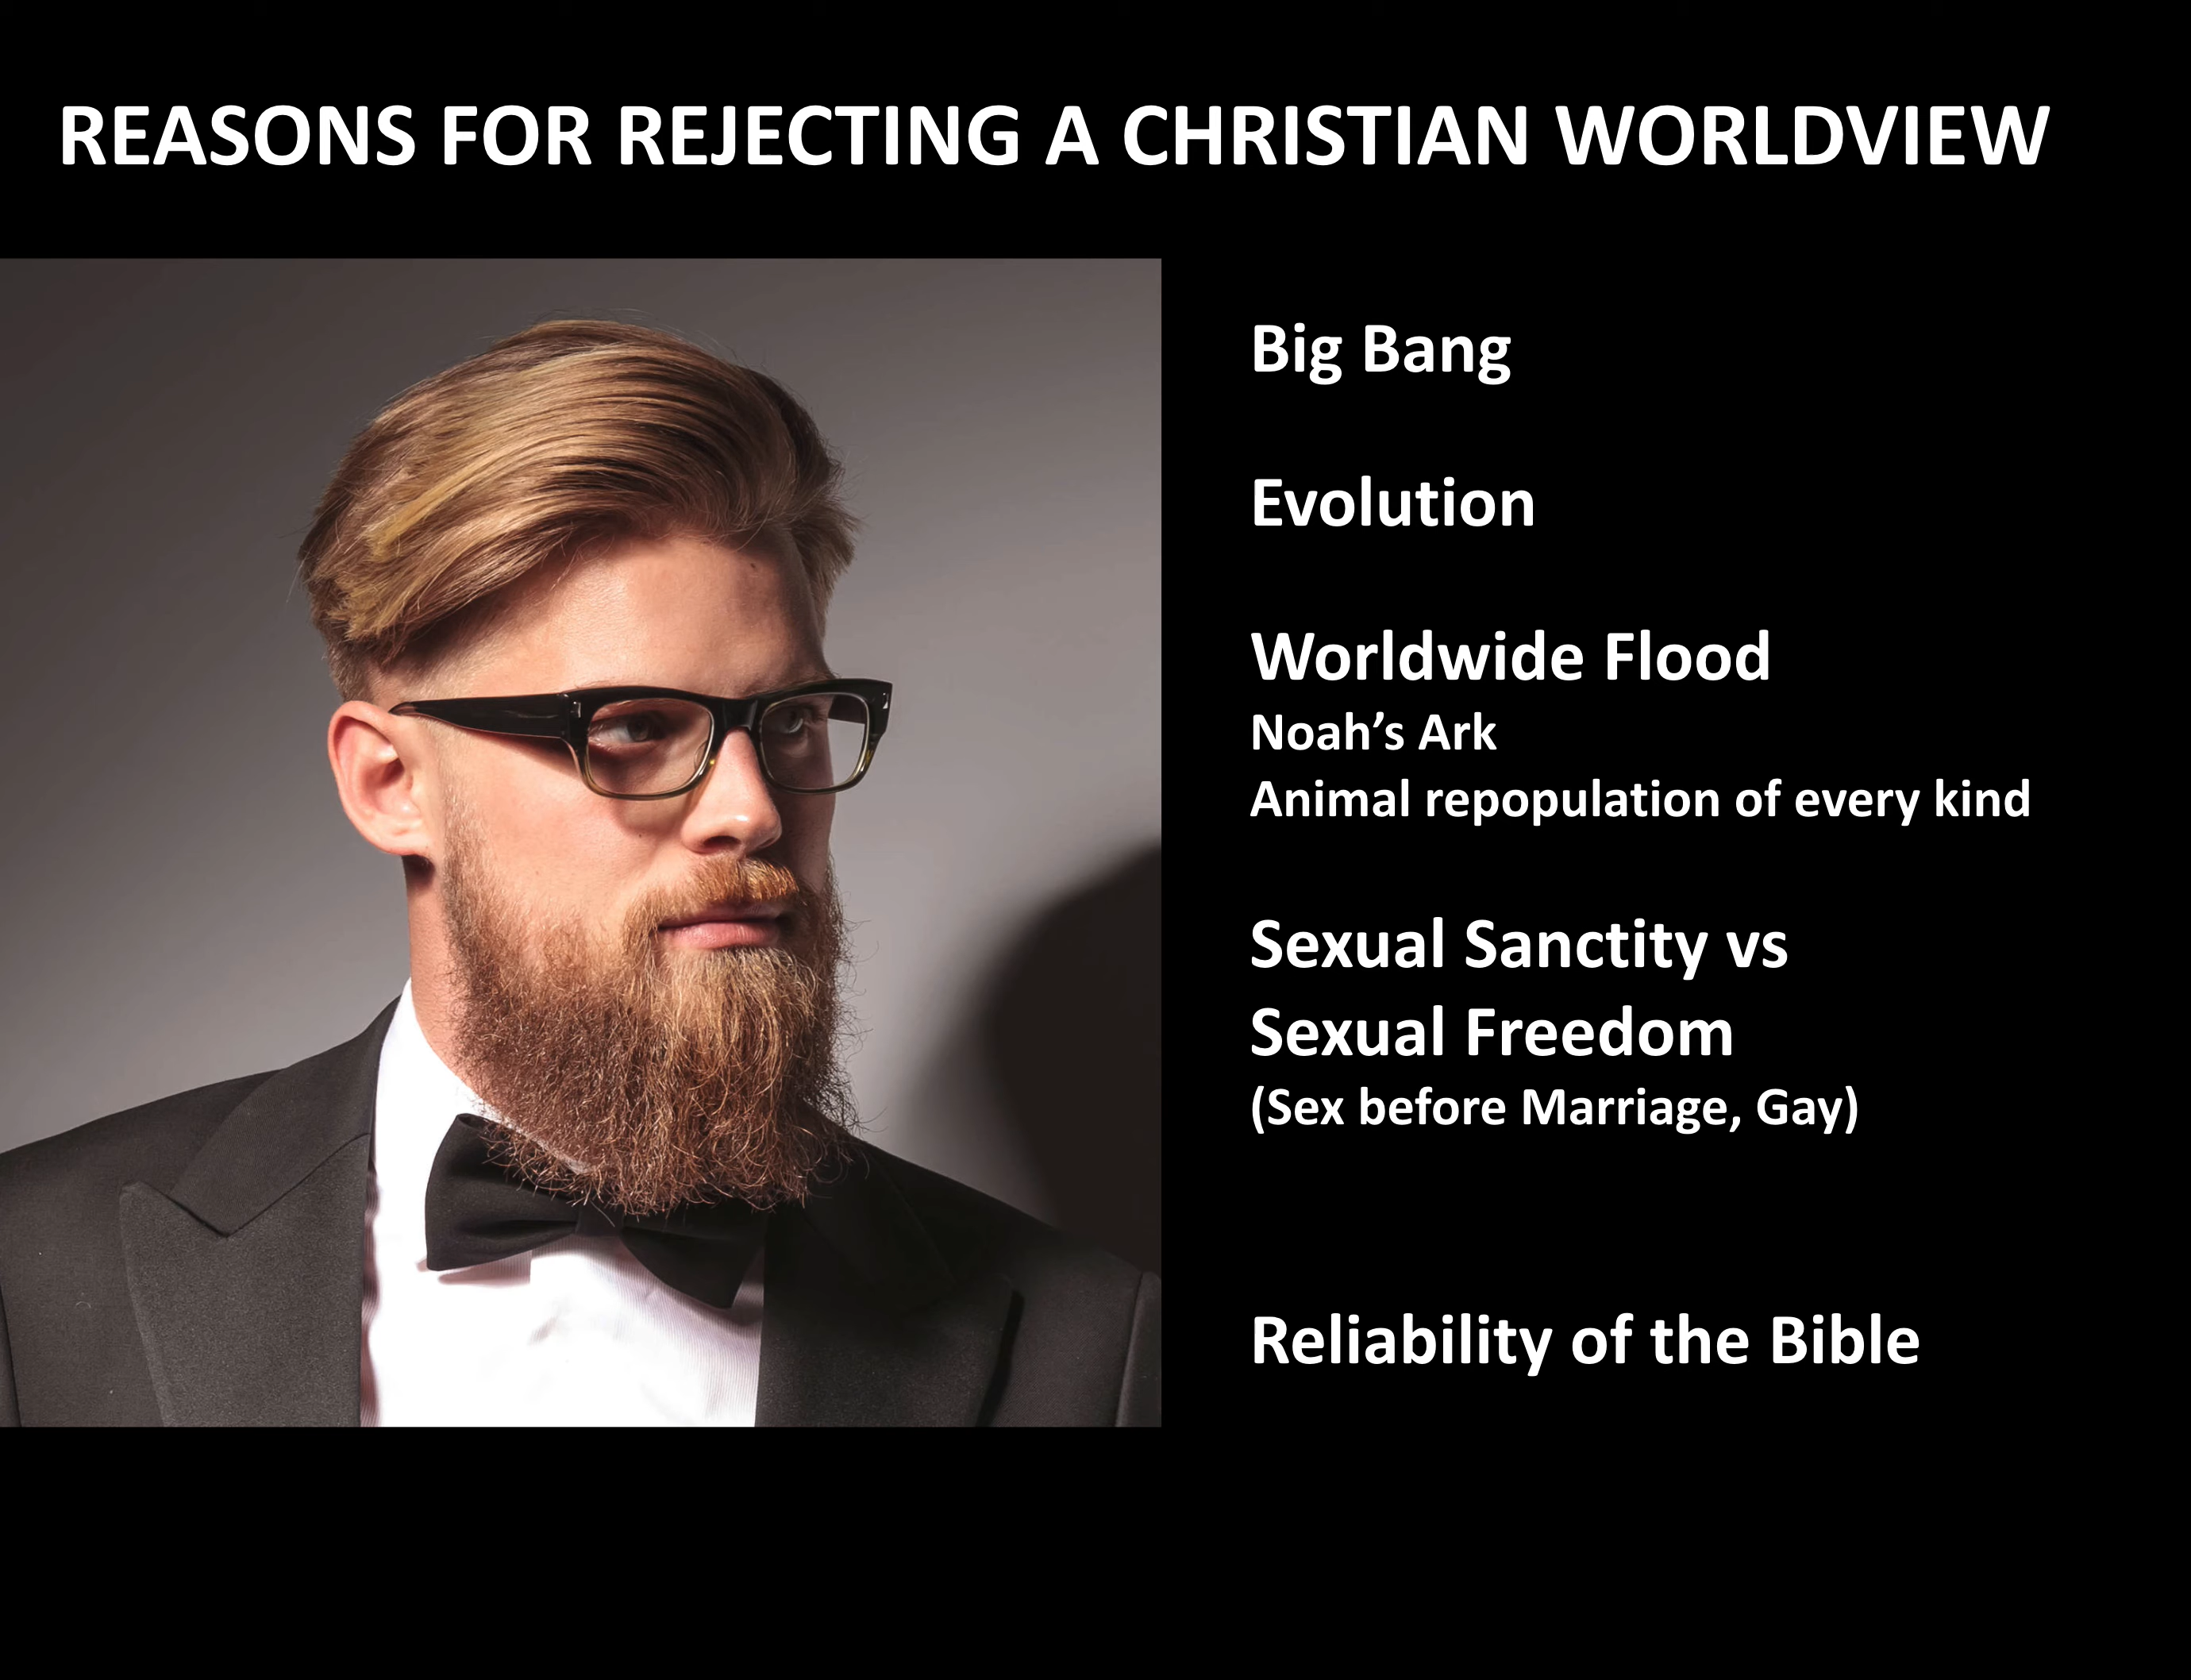 REASONS FOR REJECTING A CHRISTIAN WORLDVIEW
Big Bang
Evolution
Worldwide Flood
Noah’s Ark
Animal repopulation of every kind
Sexual Sanctity vs
Sexual Freedom
(Sex before Marriage, Gay)
Reliability of the Bible